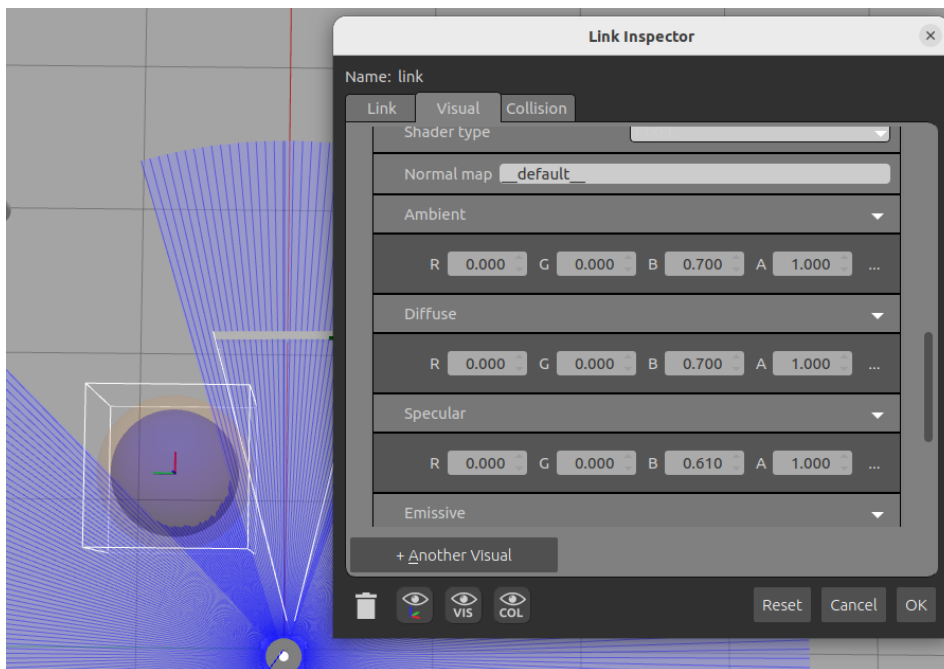 Link Inspector
Name: link
Link Visual Collision
Shader type
Normal map __default__
Ambient
R 0.000 G 0.000 B 0.700 A 1.000 ...
Diffuse
R 0.000 G 0.000 B 0.700 A 1.000 ...
Specular
R 0.000 G 0.000 B 0.610 A 1.000 ...
Emissive
+ Another Visual
VIS COL Reset Cancel OK